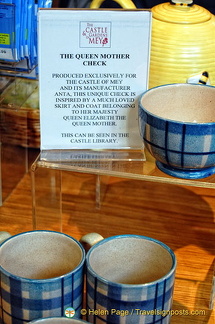 The
CASTLE
& GARDENS
of
MEY
THE QUEEN MOTHER
CHECK
PRODUCED EXCLUSIVELY FOR
THE CASTLE OF MEY
AND ITS MANUFACTURER
ANTA, THIS UNIQUE CHECK IS
INSPIRED BY A MUCH LOVED
SKIRT AND COAT BELONGING
TO HER MAJESTY
QUEEN ELIZABETH THE
QUEEN MOTHER.
THIS CAN BE SEEN IN THE
CASTLE LIBRARY.
© Helen Page / Travelsignposts.com